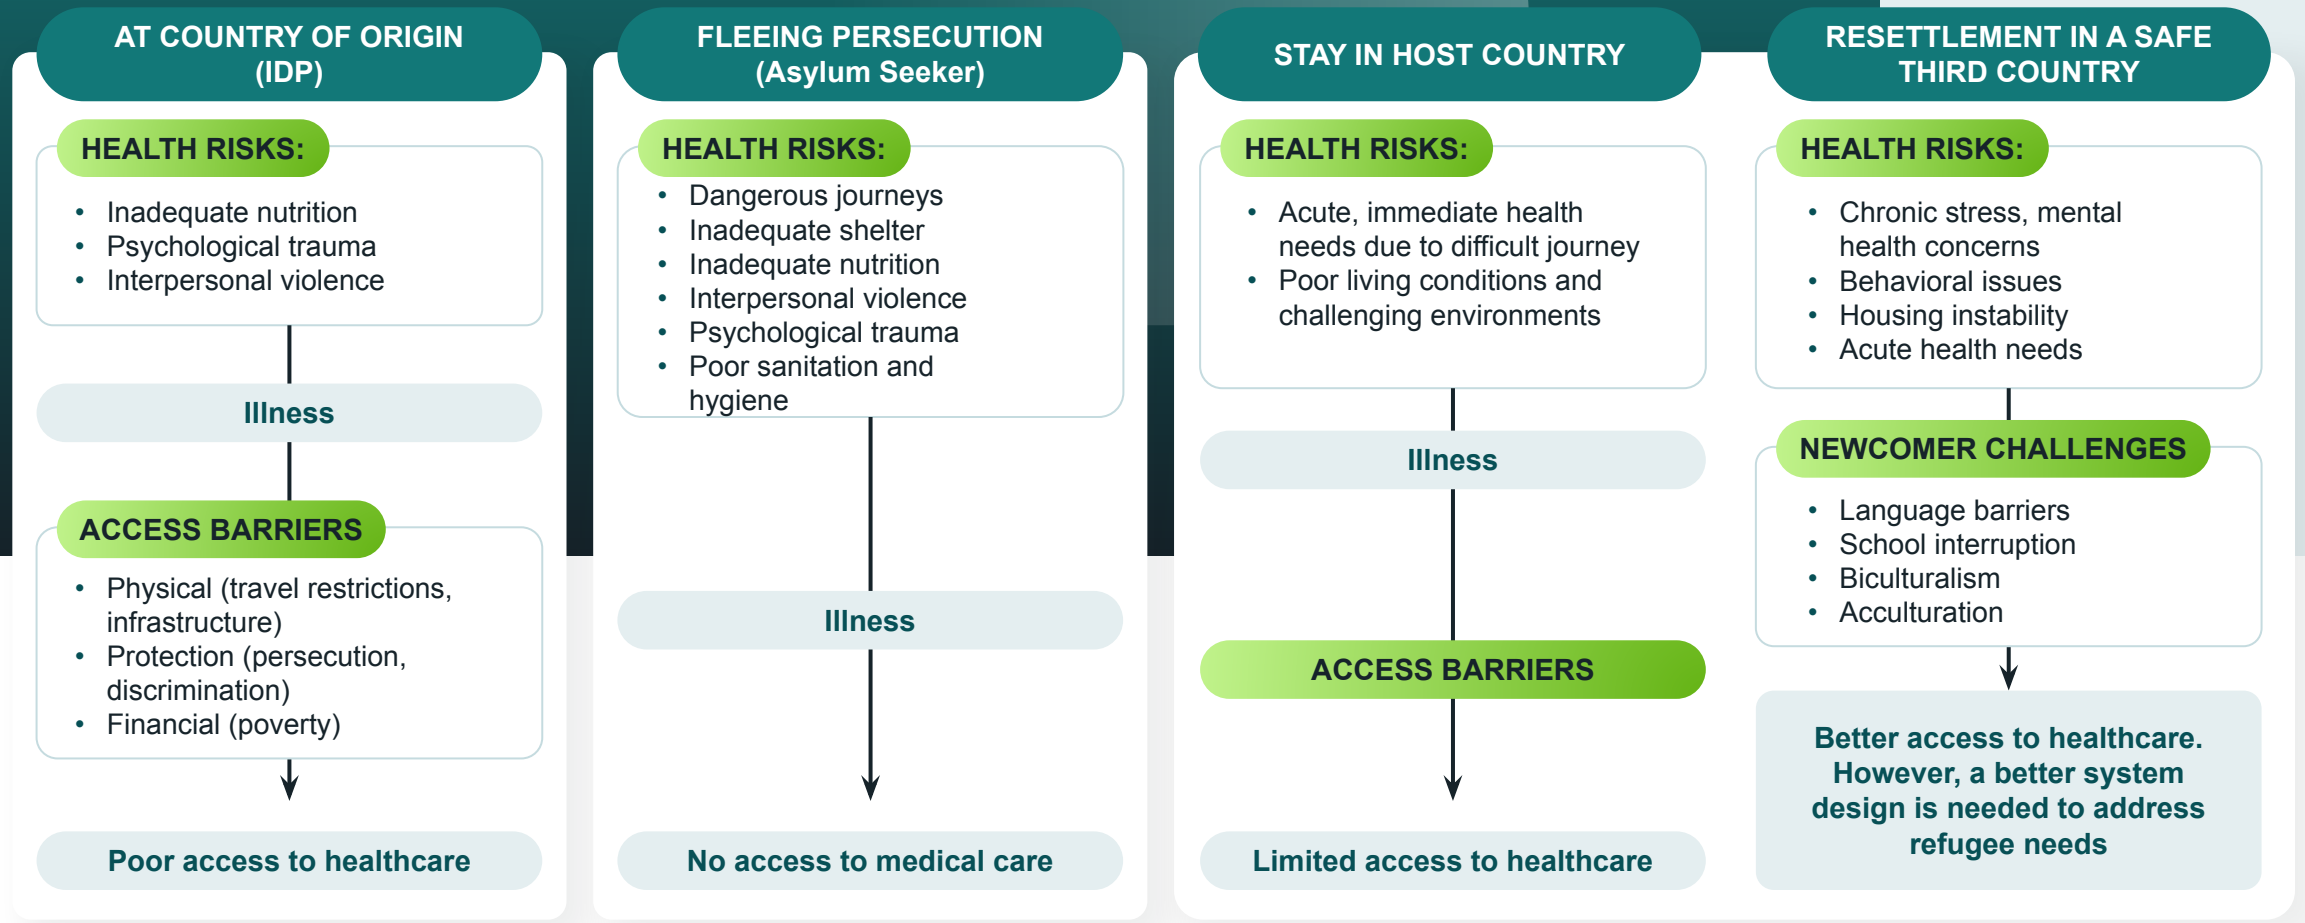 AT COUNTRY OF ORIGIN
(IDP)
HEALTH RISKS:
• Inadequate nutrition
• Psychological trauma
• Interpersonal violence
Illness
ACCESS BARRIERS
• Physical (travel restrictions,
infrastructure)
• Protection (persecution,
discrimination)
• Financial (poverty)
Poor access to healthcare
FLEEING PERSECUTION
(Asylum Seeker)
HEALTH RISKS:
• Dangerous journeys
• Inadequate shelter
• Inadequate nutrition
• Interpersonal violence
• Psychological trauma
• Poor sanitation and
hygiene
Illness
No access to medical care
STAY IN HOST COUNTRY
HEALTH RISKS:
• Acute, immediate health
needs due to difficult journey
• Poor living conditions and
challenging environments
Illness
ACCESS BARRIERS
Limited access to healthcare
RESETTLEMENT IN A SAFE
THIRD COUNTRY
HEALTH RISKS:
• Chronic stress, mental
health concerns
• Behavioral issues
• Housing instability
• Acute health needs
NEWCOMER CHALLENGES
• Language barriers
• School interruption
• Biculturalism
• Acculturation
Better access to healthcare.
However, a better system
design is needed to address
refugee needs